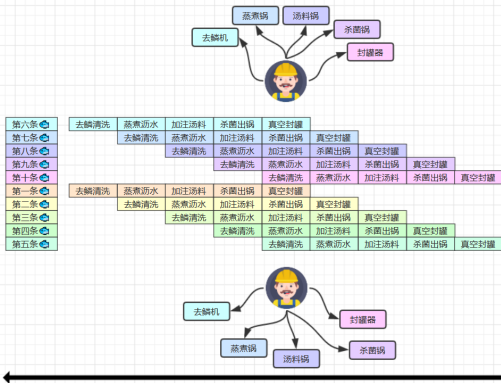 蒸煮锅 汤料锅
去鳞机 杀菌锅
封罐器
第六条 去鳞清洗 蒸煮沥水 加注汤料 杀菌出锅 真空封罐
第七条 去鳞清洗 蒸煮沥水 加注汤料 杀菌出锅 真空封罐
第八条 去鳞清洗 蒸煮沥水 加注汤料 杀菌出锅 真空封罐
第九条 去鳞清洗 蒸煮沥水 加注汤料 杀菌出锅 真空封罐
第十条 去鳞清洗 蒸煮沥水 加注汤料 杀菌出锅 真空封罐
第一条 去鳞清洗 蒸煮沥水 加注汤料 杀菌出锅 真空封罐
第二条 去鳞清洗 蒸煮沥水 加注汤料 杀菌出锅 真空封罐
第三条 去鳞清洗 蒸煮沥水 加注汤料 杀菌出锅 真空封罐
第四条 去鳞清洗 蒸煮沥水 加注汤料 杀菌出锅 真空封罐
第五条 去鳞清洗 蒸煮沥水 加注汤料 杀菌出锅 真空封罐
去鳞机 封罐器
蒸煮锅 汤料锅 杀菌锅